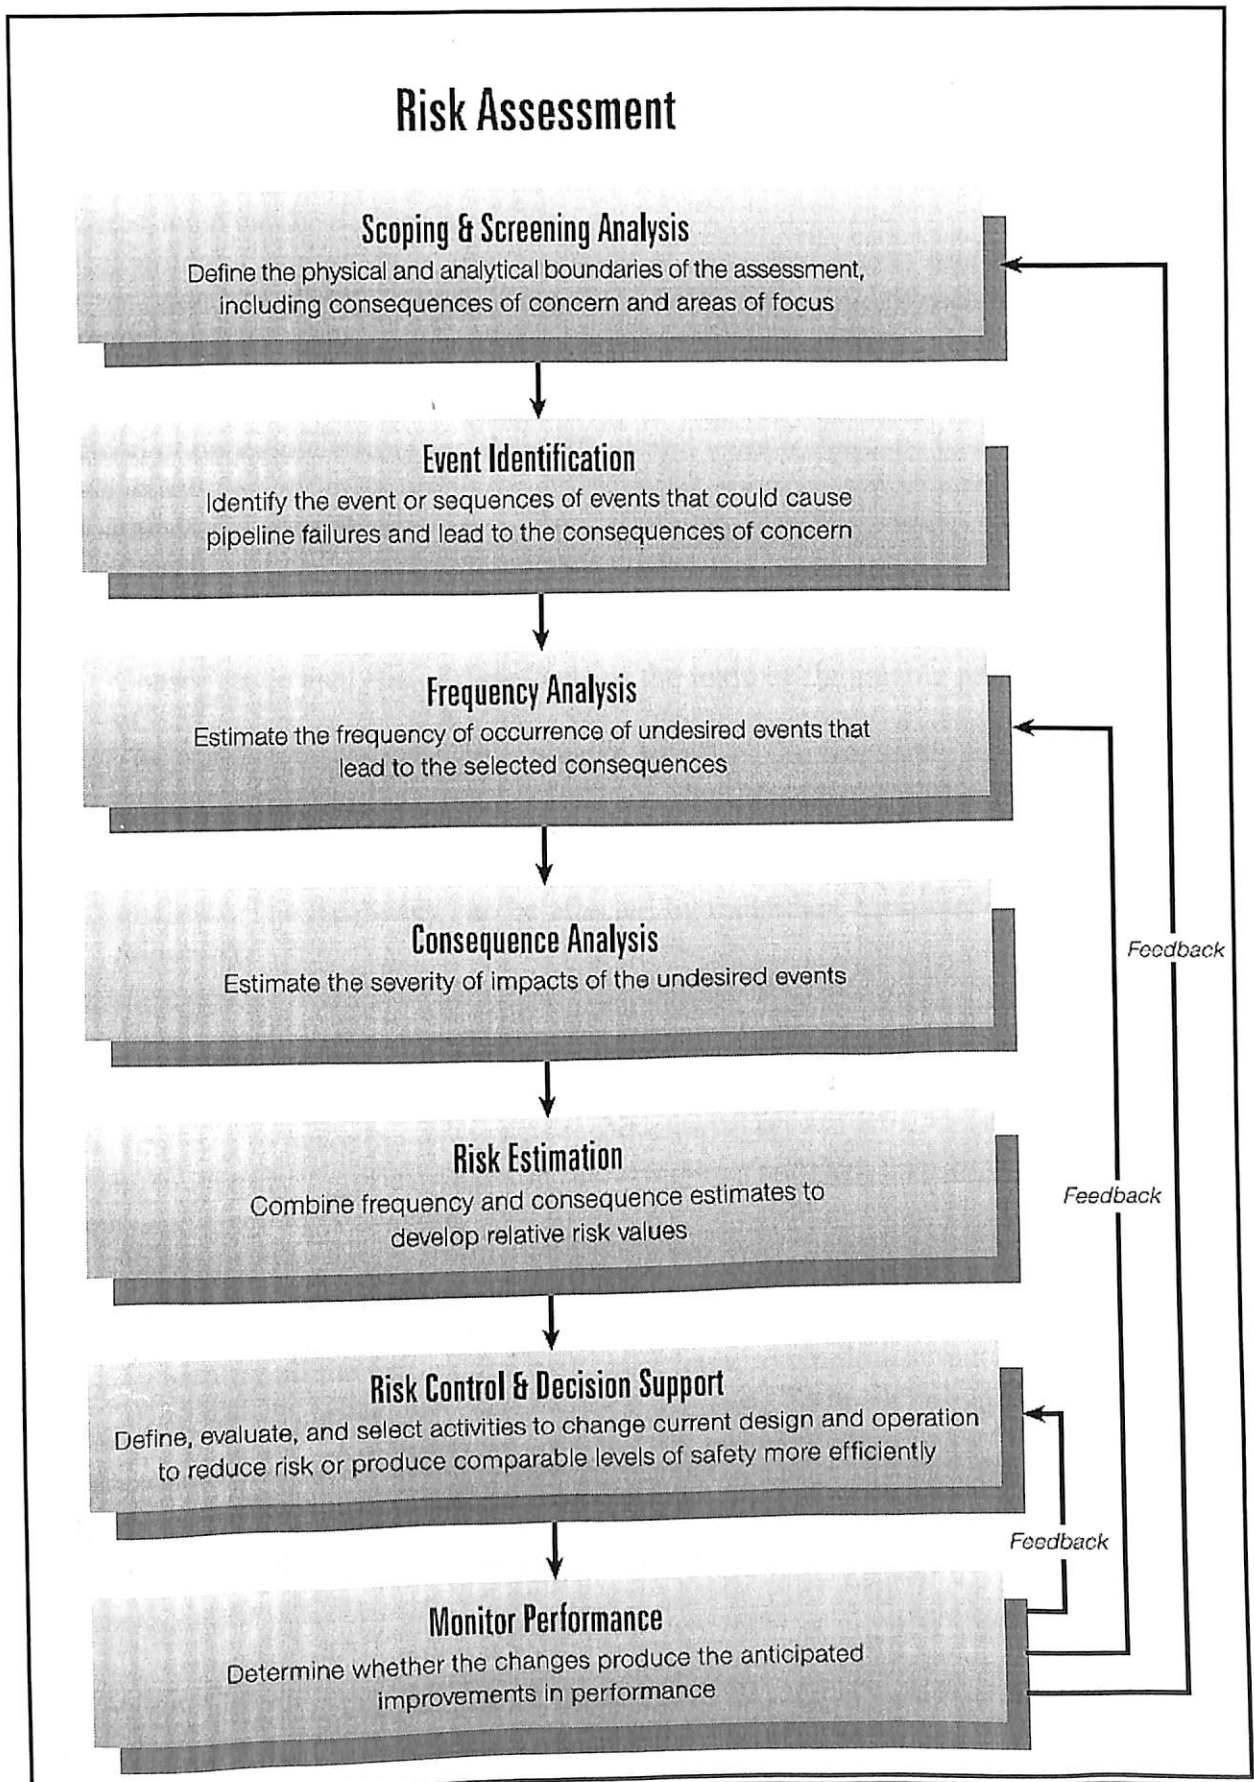 Risk Assessment
Scoping & Screening Analysis
Define the physical and analytical boundaries of the assessment,
including consequences of concern and areas of focus
Event Identification
Identify the event or sequences of events that could cause
pipeline failures and lead to the consequences of concern
Frequency Analysis
Estimate the frequency of occurrence of undesired events that
lead to the selected consequences
Consequence Analysis
Estimate the severity of impacts of the undesired events
Feedback
Risk Estimation
Combine frequency and consequence estimates to
develop relative risk values
Feedback
Risk Control & Decision Support
Define, evaluate, and select activities to change current design and operation
to reduce risk or produce comparable levels of safety more efficiently
Feedback
Monitor Performance
Determine whether the changes produce the anticipated
improvements in performance